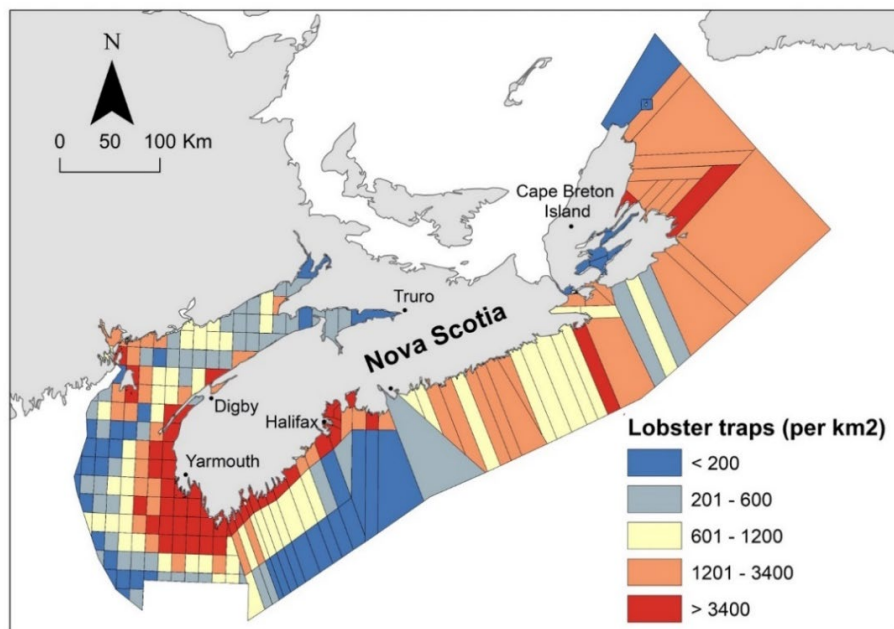 N
0 50 100 Km
Cape Breton
Island
Truro
Nova Scotia
Digby
Halifax
Yarmouth
Lobster traps (per km2)
< 200
201 - 600
601 - 1200
1201 - 3400
> 3400